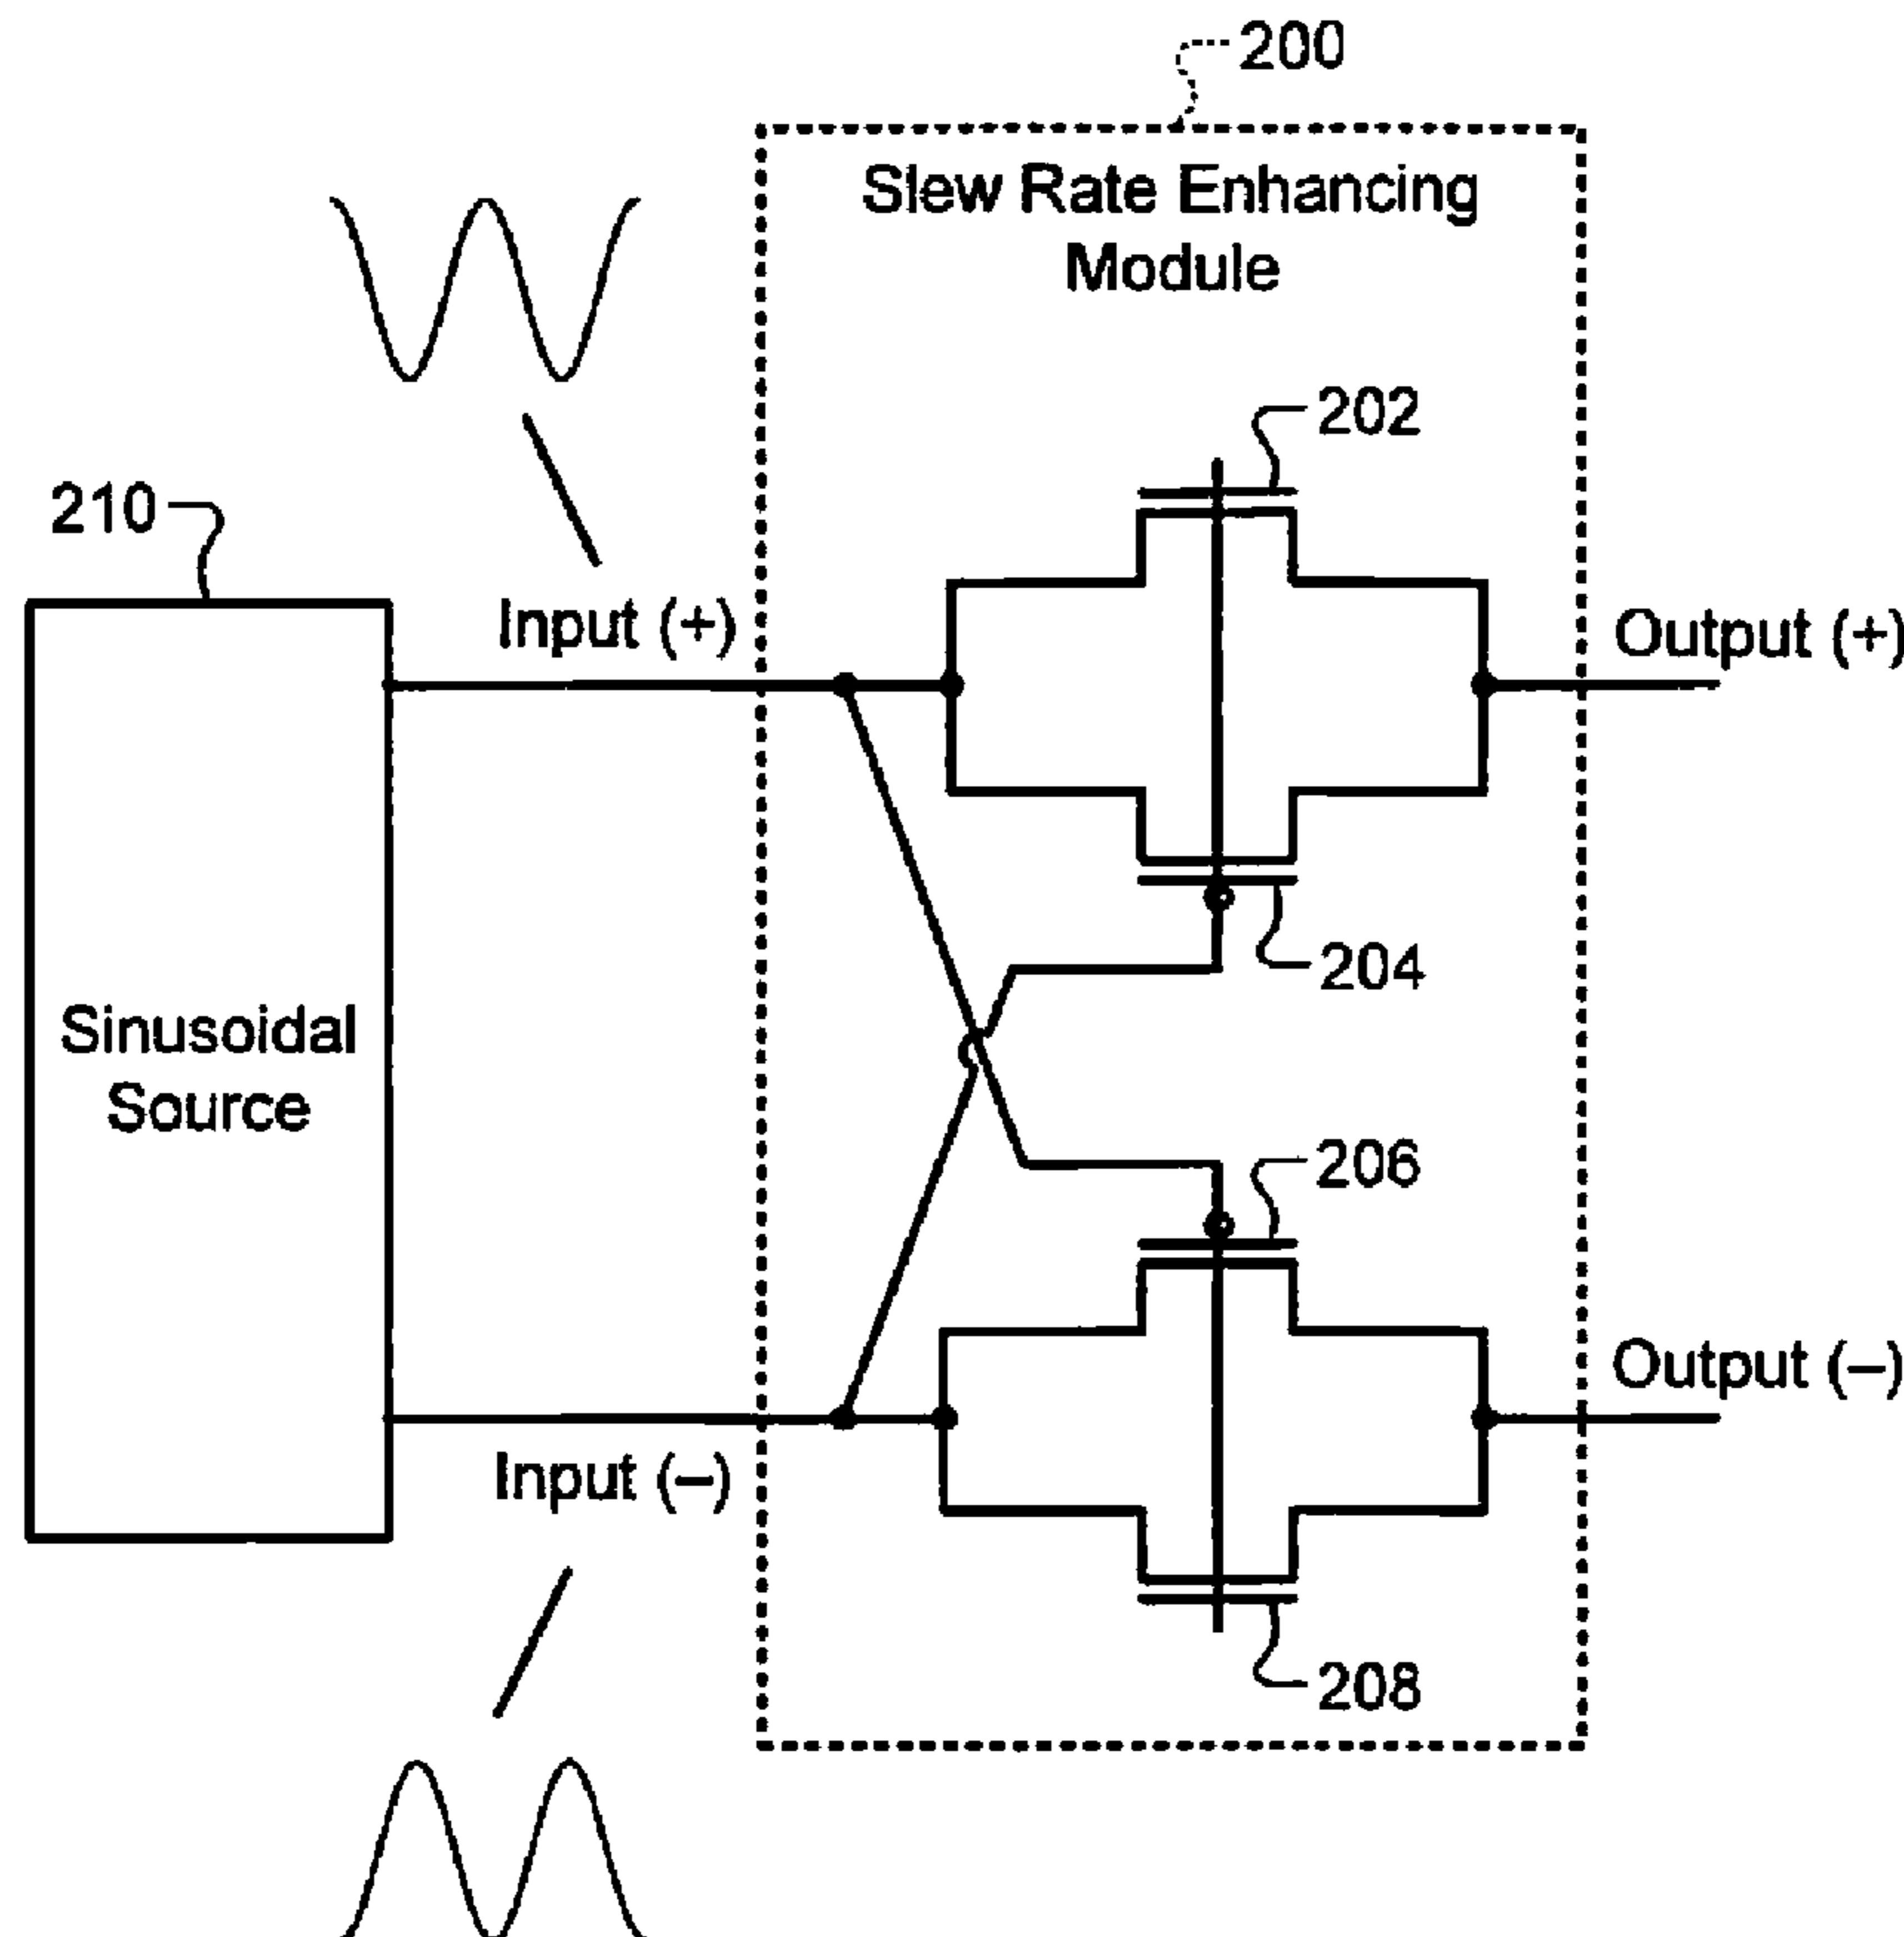 200
Slew Rate Enhancing
Module
202
210
Input (+)
Output (+)
204
Sinusoidal
Source
206
Output (–)
Input (–)
208